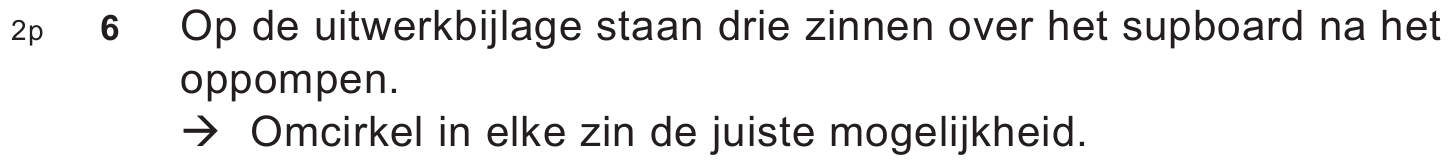 2p 6 Op de uitwerkbijlage staan drie zinnen over het supboard na het
oppompen.
→ Omcirkel in elke zin de juiste mogelijkheid.